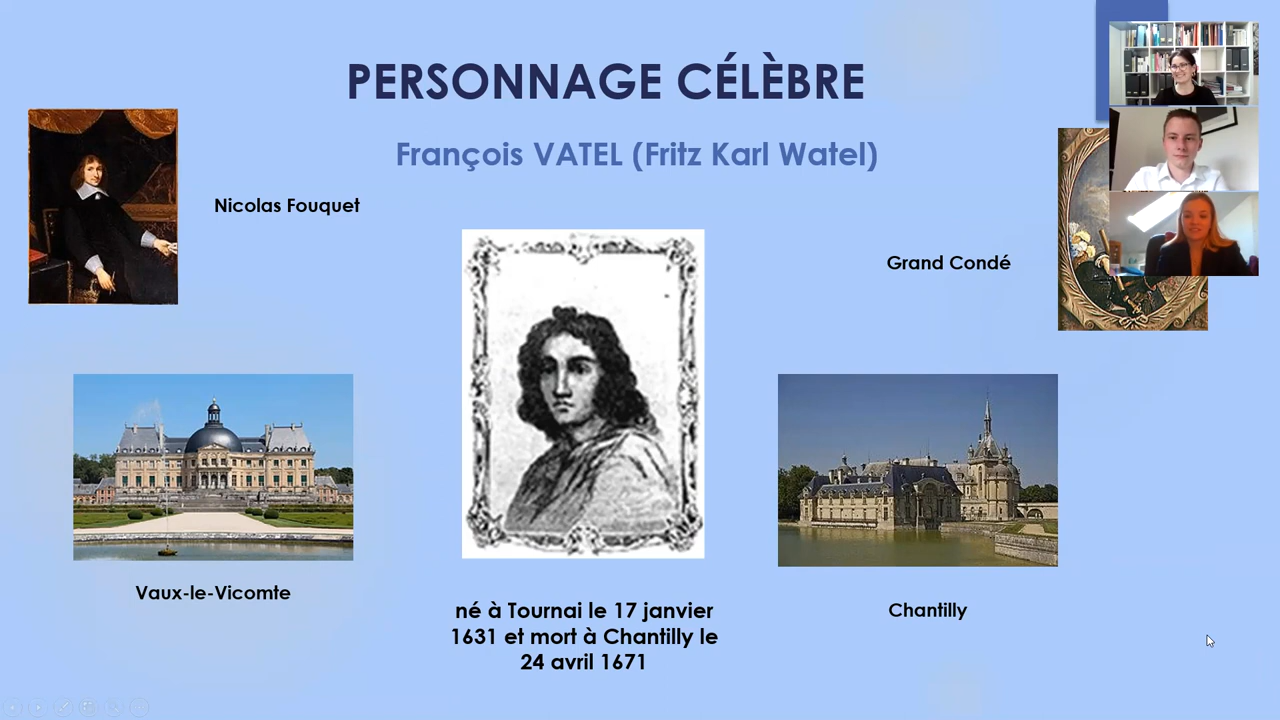 PERSONNAGE CÉLÈBRE
François VATEL (Fritz Karl Watel)
Nicolas Fouquet
Grand Condé
Vaux-le-Vicomte
né à Tournai le 17 janvier
1631 et mort à Chantilly le
24 avril 1671
Chantilly